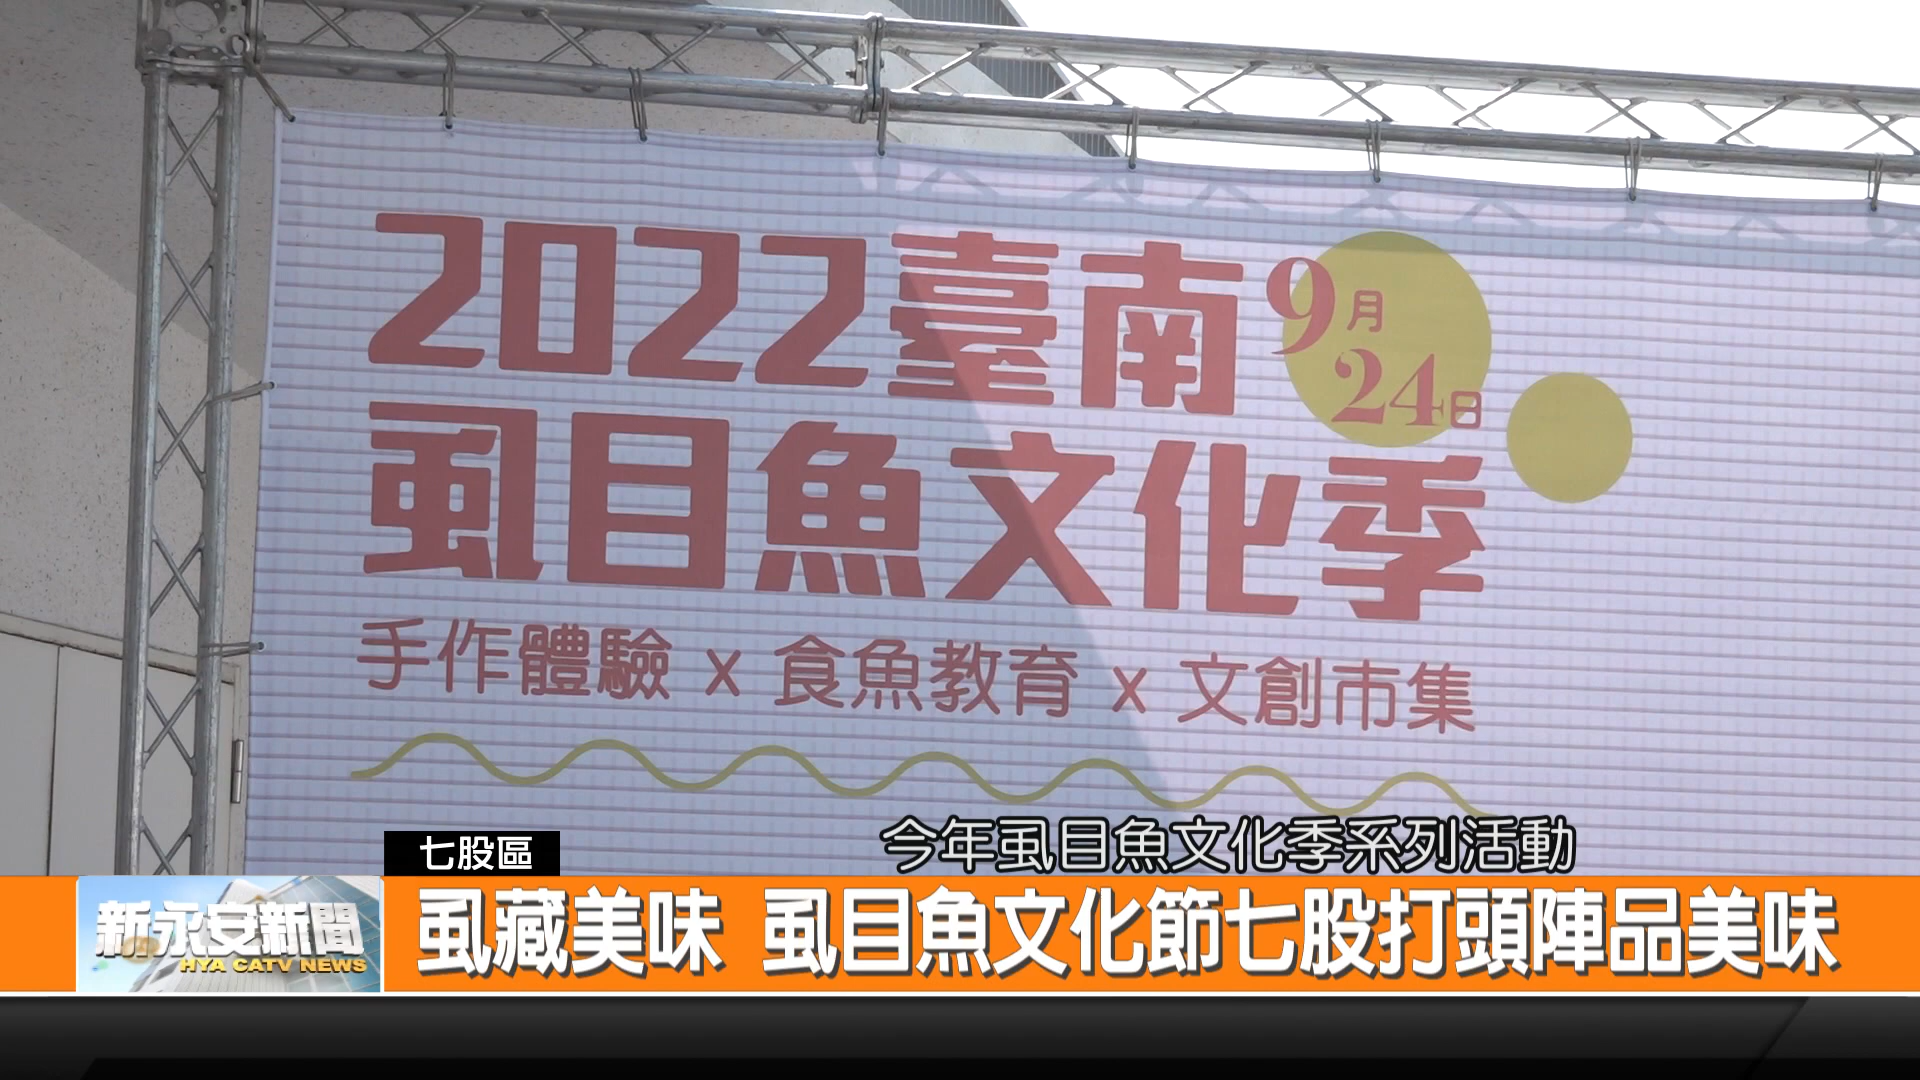 2022臺南
9月
24日
虱目魚文化季
手作體驗 x 食魚教育 x 文創市集
今年虱目魚文化季系列活動
七股區
虱藏美味 虱目魚文化節七股打頭陣品美味
新永安新聞
HYA CATV NEWS